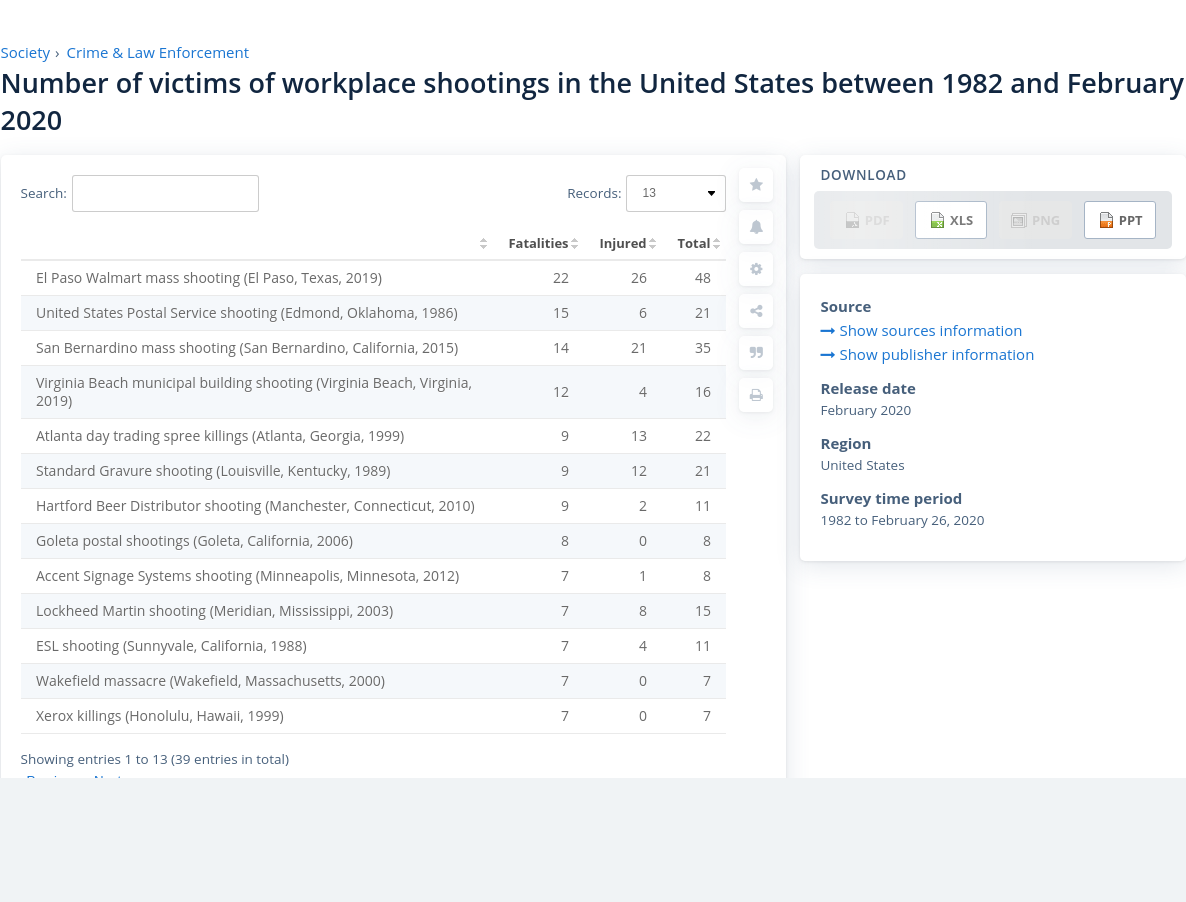 Society › Crime & Law Enforcement
Number of victims of workplace shootings in the United States between 1982 and February
2020
Search:
Records: 13
Fatalities Injured Total
El Paso Walmart mass shooting (El Paso, Texas, 2019) 22 26 48
United States Postal Service shooting (Edmond, Oklahoma, 1986) 15 6 21
San Bernardino mass shooting (San Bernardino, California, 2015) 14 21 35
Virginia Beach municipal building shooting (Virginia Beach, Virginia,
2019) 12 4 16
Atlanta day trading spree killings (Atlanta, Georgia, 1999) 9 13 22
Standard Gravure shooting (Louisville, Kentucky, 1989) 9 12 21
Hartford Beer Distributor shooting (Manchester, Connecticut, 2010) 9 2 11
Goleta postal shootings (Goleta, California, 2006) 8 0 8
Accent Signage Systems shooting (Minneapolis, Minnesota, 2012) 7 1 8
Lockheed Martin shooting (Meridian, Mississippi, 2003) 7 8 15
ESL shooting (Sunnyvale, California, 1988) 7 4 11
Wakefield massacre (Wakefield, Massachusetts, 2000) 7 0 7
Xerox killings (Honolulu, Hawaii, 1999) 7 0 7
Showing entries 1 to 13 (39 entries in total)
DOWNLOAD
PDF XLS PNG PPT
Source
Show sources information
Show publisher information
Release date
February 2020
Region
United States
Survey time period
1982 to February 26, 2020